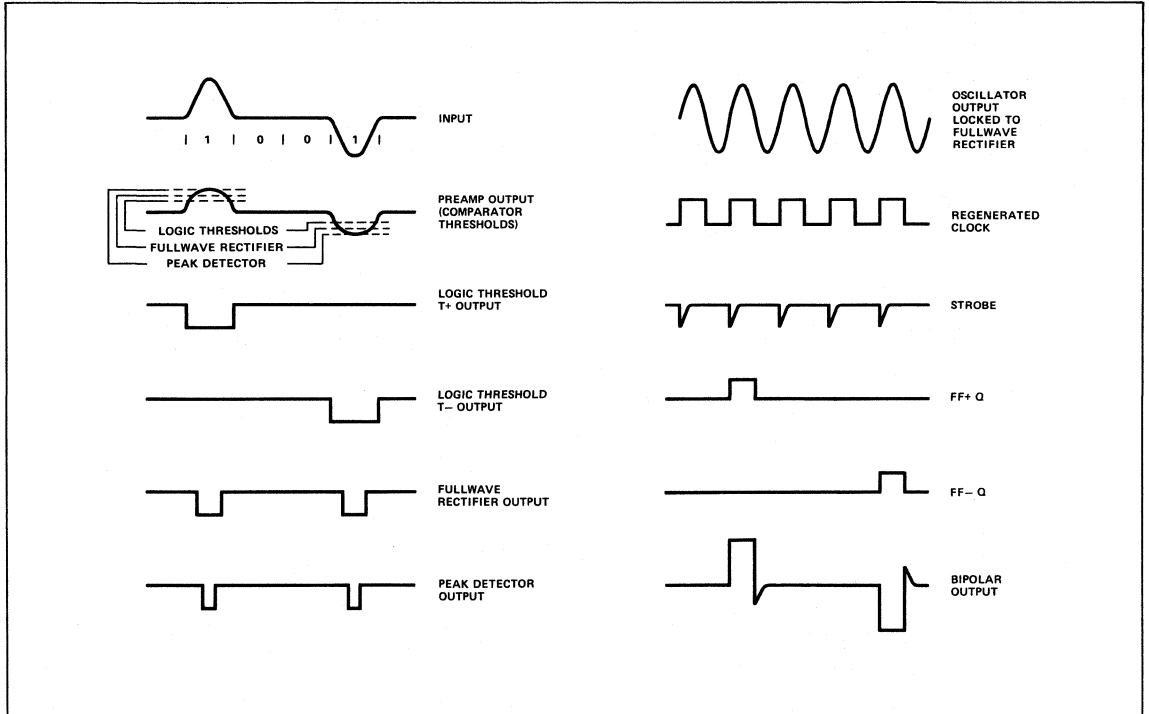 INPUT
| 1 | 0 | 0 | 1 |
PREAMP OUTPUT
(COMPARATOR
THRESHOLDS)
LOGIC THRESHOLDS
FULLWAVE RECTIFIER
PEAK DETECTOR
LOGIC THRESHOLD
T+ OUTPUT
LOGIC THRESHOLD
T− OUTPUT
FULLWAVE
RECTIFIER OUTPUT
PEAK DETECTOR
OUTPUT
OSCILLATOR
OUTPUT
LOCKED TO
FULLWAVE
RECTIFIER
REGENERATED
CLOCK
STROBE
FF+ Q
FF− Q
BIPOLAR
OUTPUT